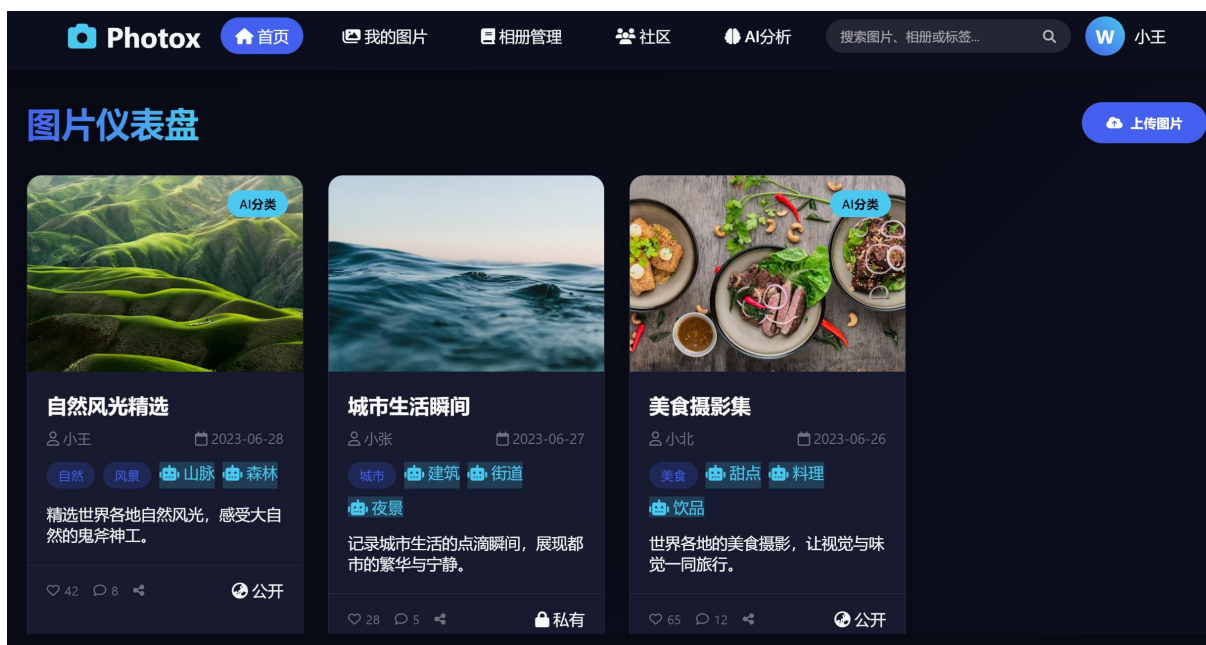 Photox 首页 我的图片 相册管理 社区 AI分析 搜索图片、相册或标签... W 小王
图片仪表盘 上传图片
AI分类
自然风光精选
小王 2023-06-28
自然 风景 山脉 森林
精选世界各地自然风光，感受大自
然的鬼斧神工。
42 8 公开
城市生活瞬间
小张 2023-06-27
城市 建筑 街道
夜景
记录城市生活的点滴瞬间，展现都
市的繁华与宁静。
28 5 私有
AI分类
美食摄影集
小北 2023-06-26
美食 甜点 料理
饮品
世界各地的美食摄影，让视觉与味
觉一同旅行。
65 12 公开